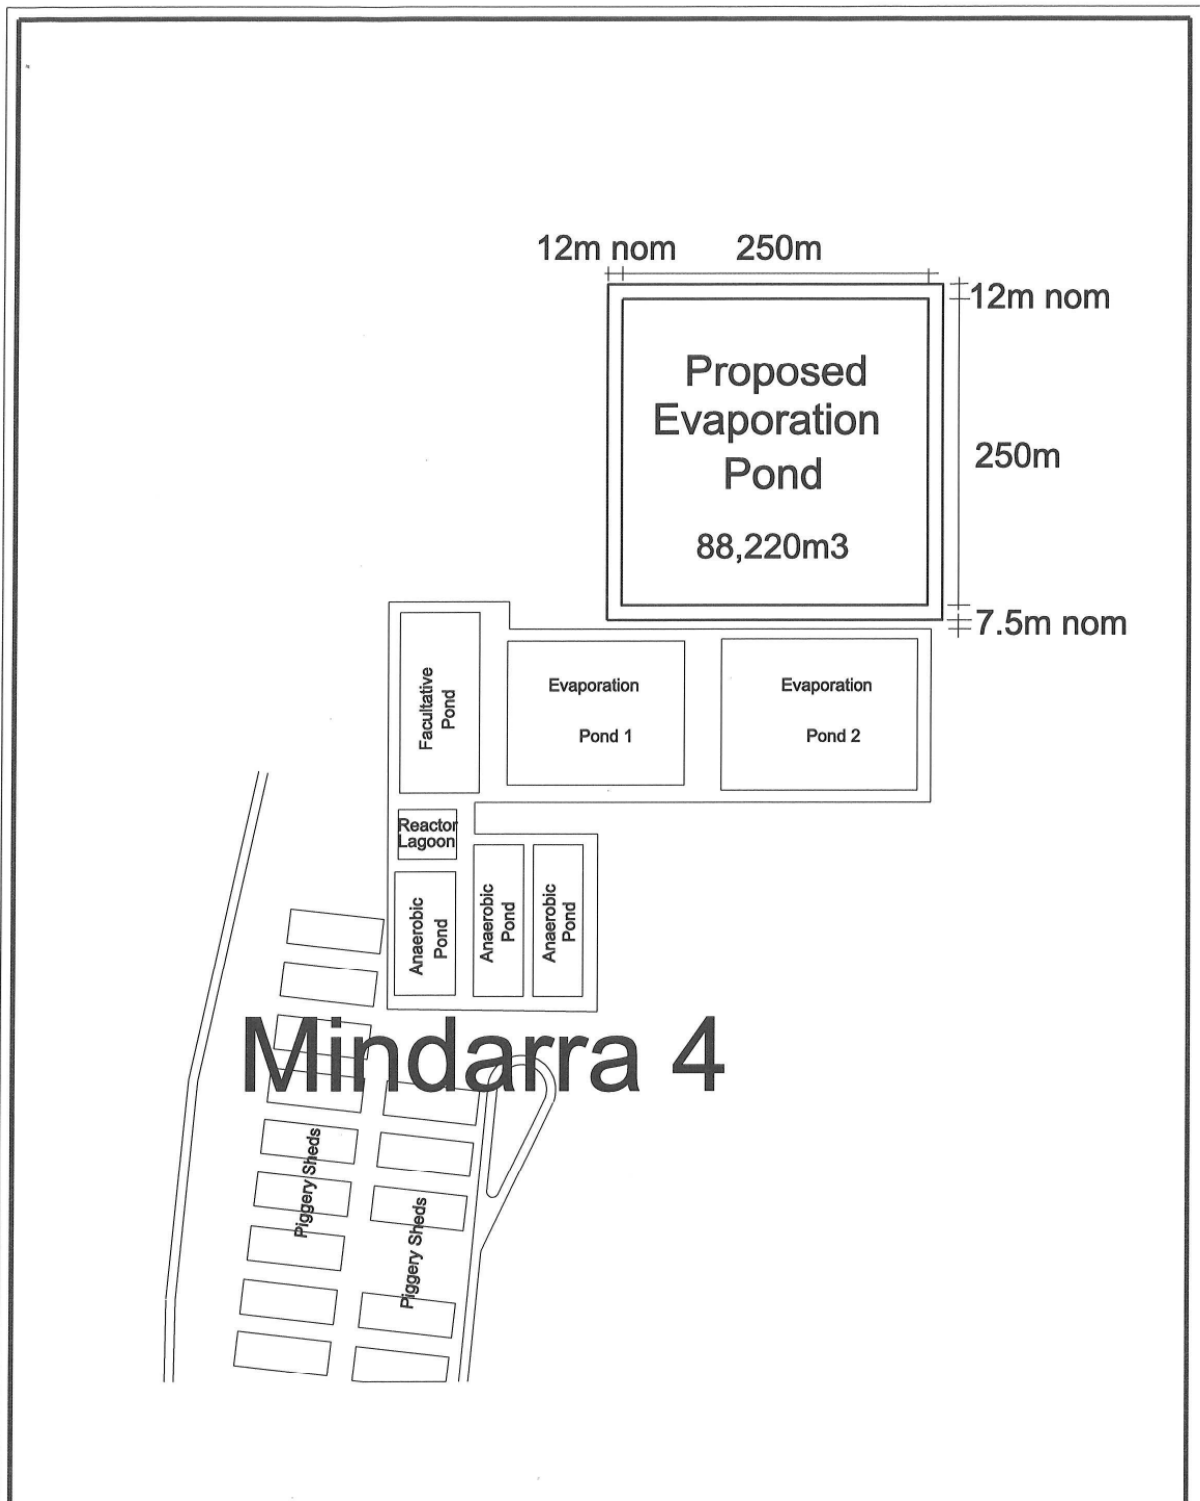 12m nom 250m
12m nom
Proposed
Evaporation
Pond
250m
88,220m3
7.5m nom
Facultative
Pond
Evaporation
Pond 1
Evaporation
Pond 2
Reactor
Lagoon
Anaerobic
Pond
Anaerobic
Pond
Anaerobic
Pond
Mindarra 4
Piggery Sheds
Piggery Sheds